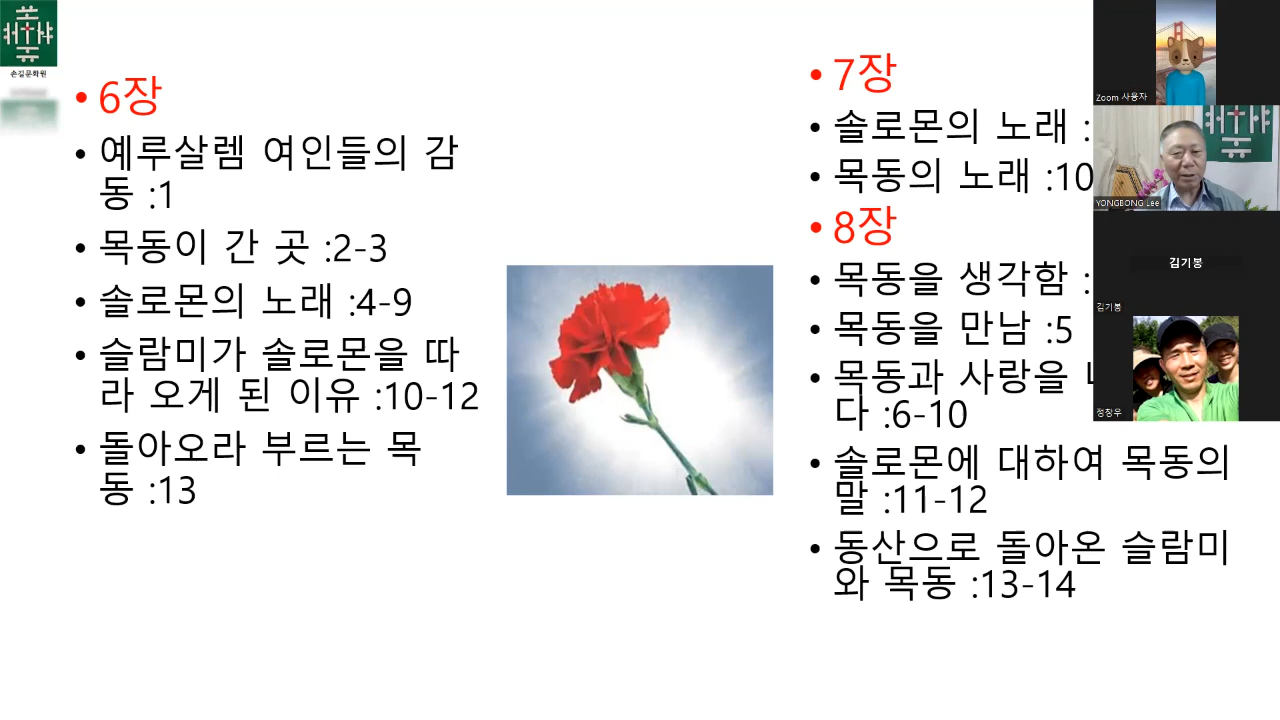 손길문화원
• 6장
• 예루살렘 여인들의 감
동 :1
• 목동이 간 곳 :2-3
• 솔로몬의 노래 :4-9
• 슬람미가 솔로몬을 따
라 오게 된 이유 :10-12
• 돌아오라 부르는 목
동 :13
• 7장
• 솔로몬의 노래 :
• 목동의 노래 :10
• 8장
• 목동을 생각함 :
• 목동을 만남 :5
• 목동과 사랑을
다 :6-10
• 솔로몬에 대하여 목동의
말 :11-12
• 동산으로 돌아온 슬람미
와 목동 :13-14
Zoom 사용자
YONGBONG Lee
김기봉
김기봉
정창우